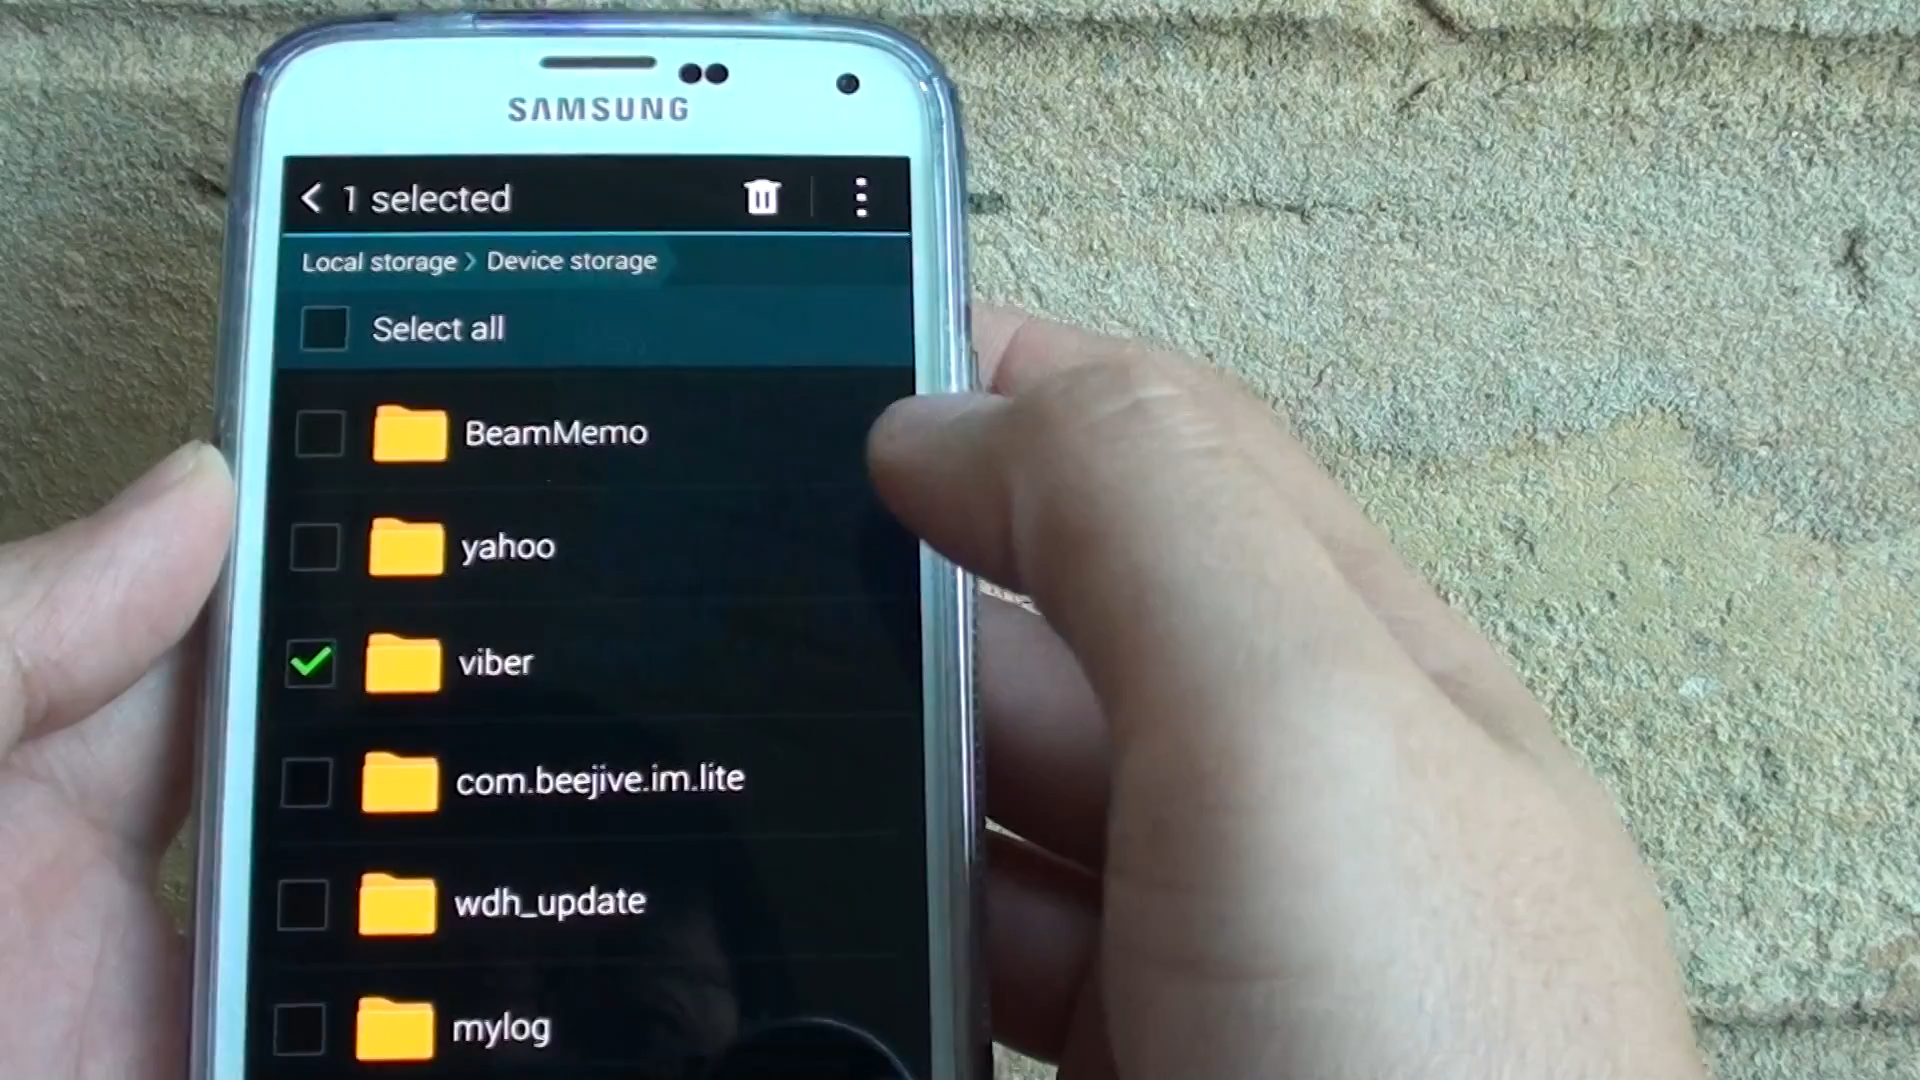 SAMSUNG
1 selected
Local storage Device storage
Select all
BeamMemo
yahoo
viber
com.beejive.im.lite
wdh_update
mylog